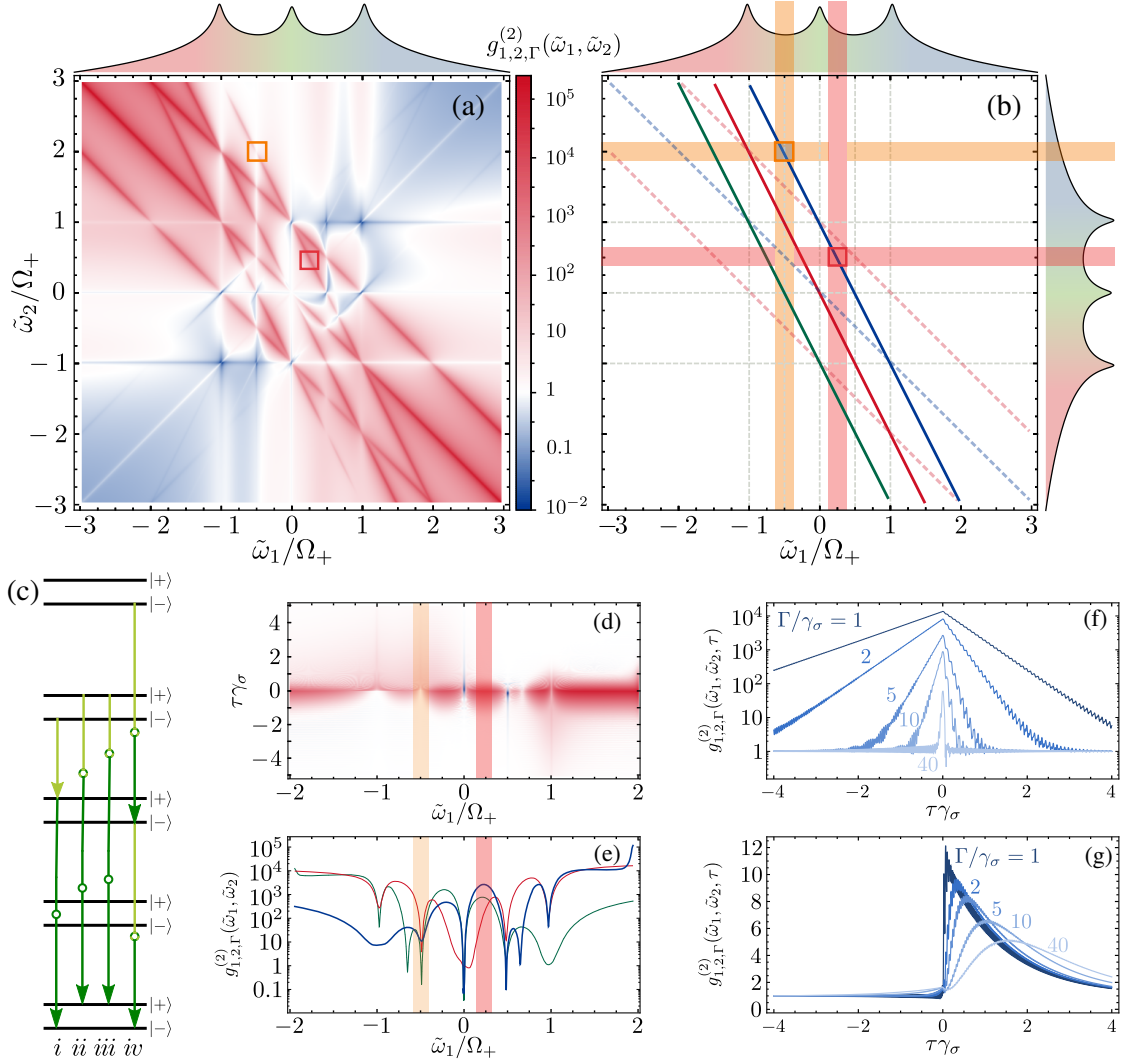 g^{(2)}_{1,2,Γ}(ω̃_1, ω̃_2)
(a)
3
2
1
0
−1
−2
−3
ω̃_2/Ω_+
−3 −2 −1 0 1 2 3
ω̃_1/Ω_+
10^5
10^4
10^3
10^2
10
1
0.1
10^{−2}
(b)
−3 −2 −1 0 1 2 3
ω̃_1/Ω_+
(c)
|+⟩
|−⟩
|+⟩
|−⟩
|+⟩
|−⟩
|+⟩
|−⟩
|+⟩
|−⟩
i ii iii iv
(d)
τγ_σ
4
2
0
−2
−4
−2 −1 0 1 2
ω̃_1/Ω_+
(e)
g^{(2)}_{1,2,Γ}(ω̃_1, ω̃_2)
10^5
10^4
10^3
10^2
10
1
0.1
−2 −1 0 1 2
ω̃_1/Ω_+
(f)
g^{(2)}_{1,2,Γ}(ω̃_1, ω̃_2, τ)
10^4
10^3
10^2
10
1
Γ/γ_σ = 1
2
5
10
40
−4 −2 0 2 4
τγ_σ
(g)
g^{(2)}_{1,2,Γ}(ω̃_1, ω̃_2, τ)
12
10
8
6
4
2
0
Γ/γ_σ = 1
2
5
10
40
−4 −2 0 2 4
τγ_σ